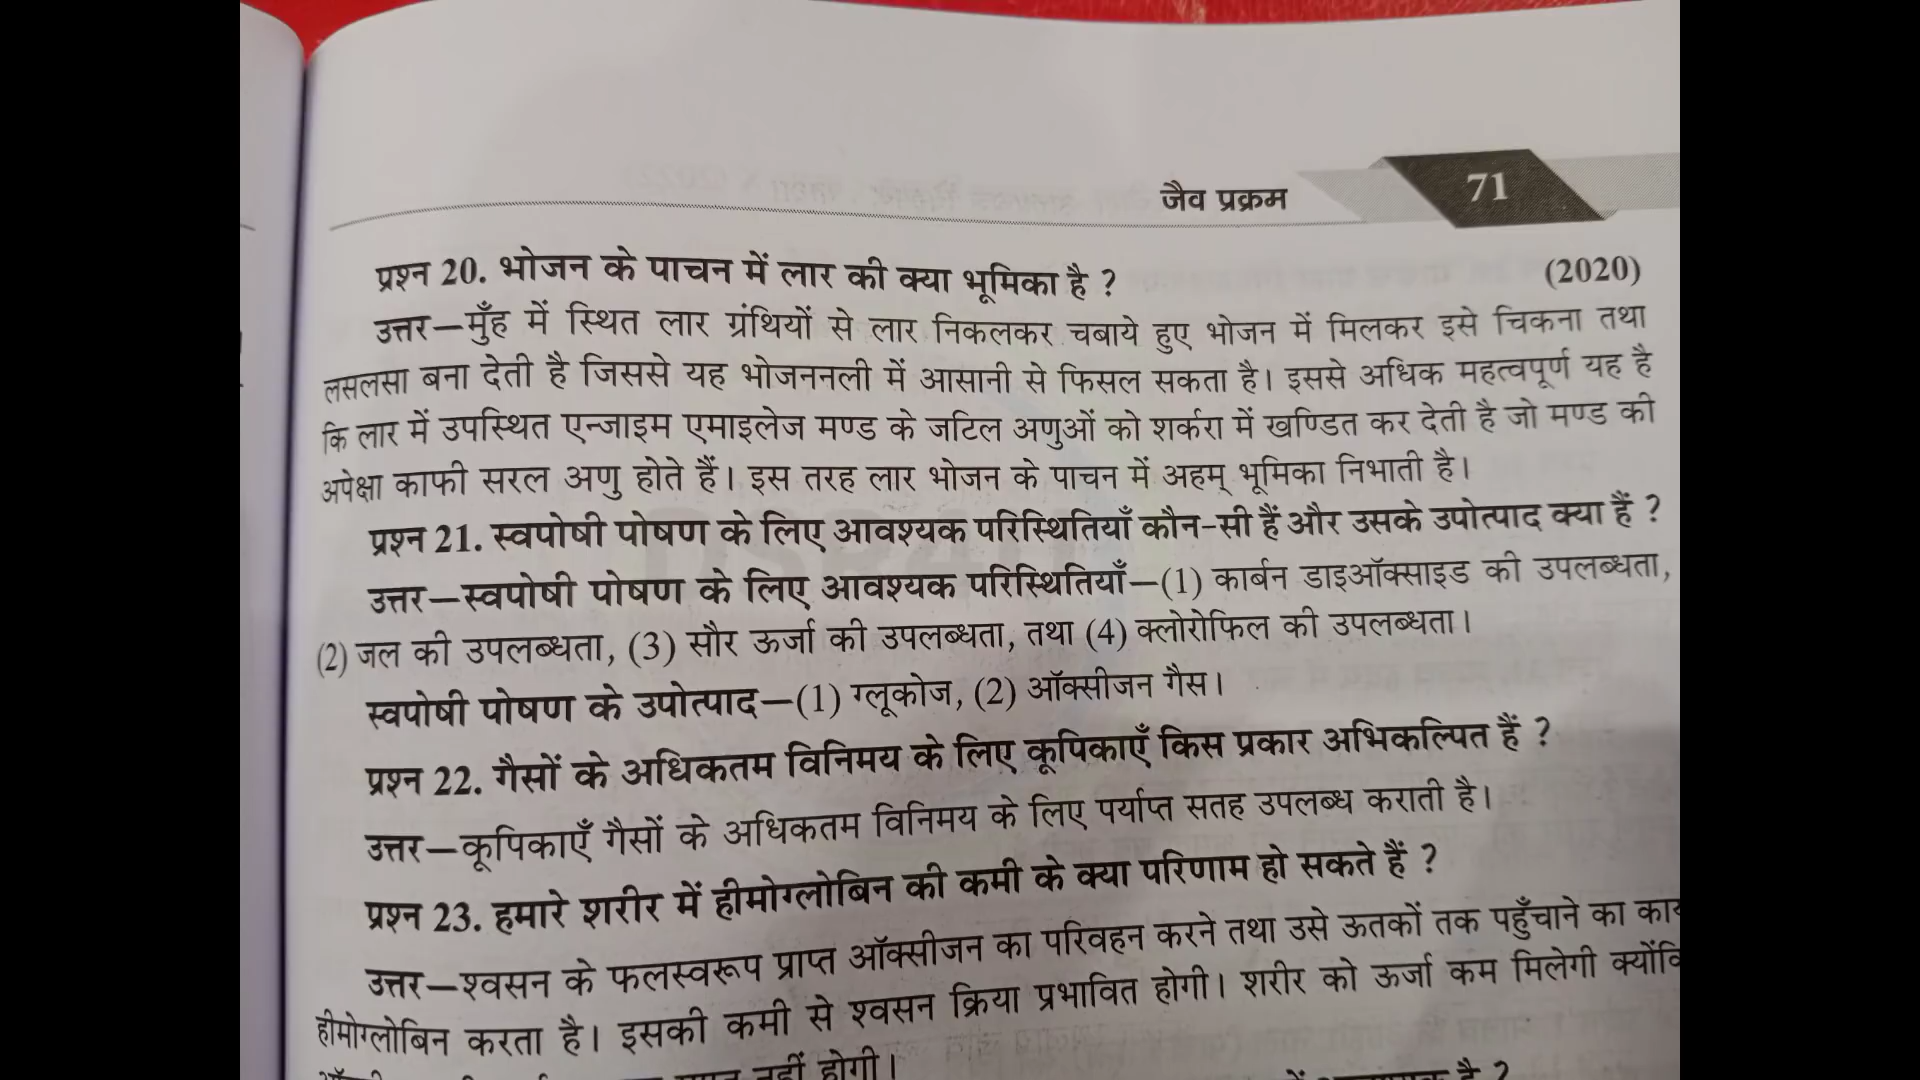 जैव प्रक्रम 71
प्रश्न 20. भोजन के पाचन में लार की क्या भूमिका है ? (2020)
उत्तर—मुँह में स्थित लार ग्रंथियों से लार निकलकर चबाये हुए भोजन में मिलकर इसे चिकना तथा
लसलसा बना देती है जिससे यह भोजननली में आसानी से फिसल सकता है। इससे अधिक महत्वपूर्ण यह है
कि लार में उपस्थित एन्जाइम एमाइलेज मण्ड के जटिल अणुओं को शर्करा में खण्डित कर देती है जो मण्ड की
अपेक्षा काफी सरल अणु होते हैं। इस तरह लार भोजन के पाचन में अहम् भूमिका निभाती है।
प्रश्न 21. स्वपोषी पोषण के लिए आवश्यक परिस्थितियाँ कौन-सी हैं और उसके उपोत्पाद क्या हैं ?
उत्तर—स्वपोषी पोषण के लिए आवश्यक परिस्थितियाँ—(1) कार्बन डाइऑक्साइड की उपलब्धता,
(2) जल की उपलब्धता, (3) सौर ऊर्जा की उपलब्धता, तथा (4) क्लोरोफिल की उपलब्धता।
स्वपोषी पोषण के उपोत्पाद—(1) ग्लूकोज, (2) ऑक्सीजन गैस।
प्रश्न 22. गैसों के अधिकतम विनिमय के लिए कूपिकाएँ किस प्रकार अभिकल्पित हैं ?
उत्तर—कूपिकाएँ गैसों के अधिकतम विनिमय के लिए पर्याप्त सतह उपलब्ध कराती है।
प्रश्न 23. हमारे शरीर में हीमोग्लोबिन की कमी के क्या परिणाम हो सकते हैं ?
उत्तर—श्वसन के फलस्वरूप प्राप्त ऑक्सीजन का परिवहन करने तथा उसे ऊतकों तक पहुँचाने का
हीमोग्लोबिन करता है। इसकी कमी से श्वसन क्रिया प्रभावित होगी। शरीर को ऊर्जा कम मिलेगी
नहीं होगी।